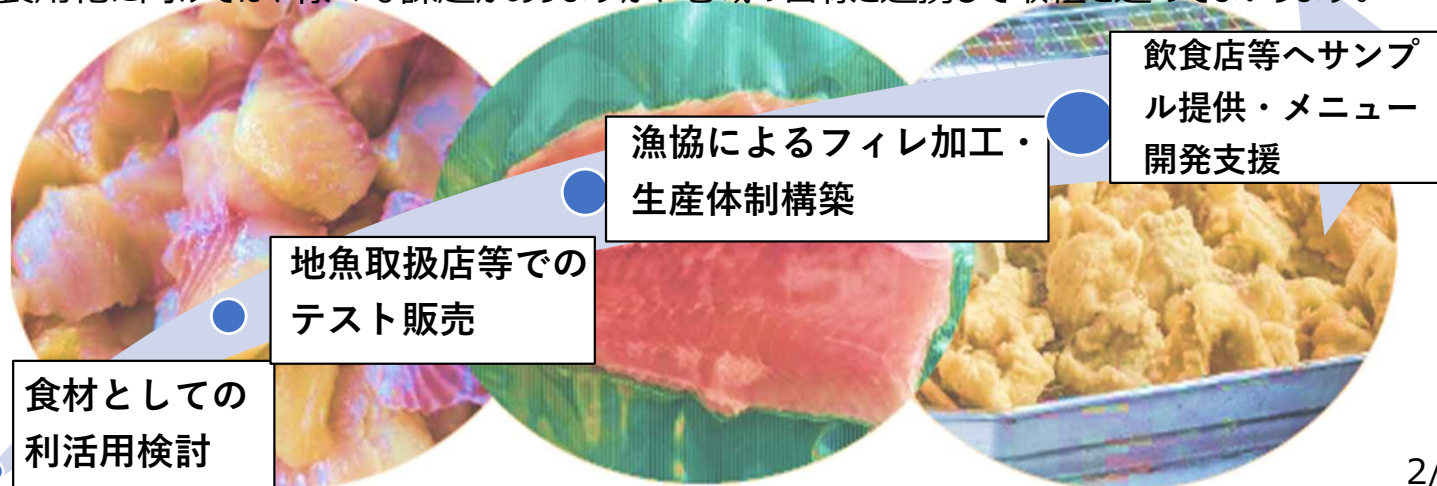 食材としての
利活用検討
地魚取扱店等での
テスト販売
漁協によるフィレ加工・
生産体制構築
飲食店等へサンプ
ル提供・メニュー
開発支援
2/